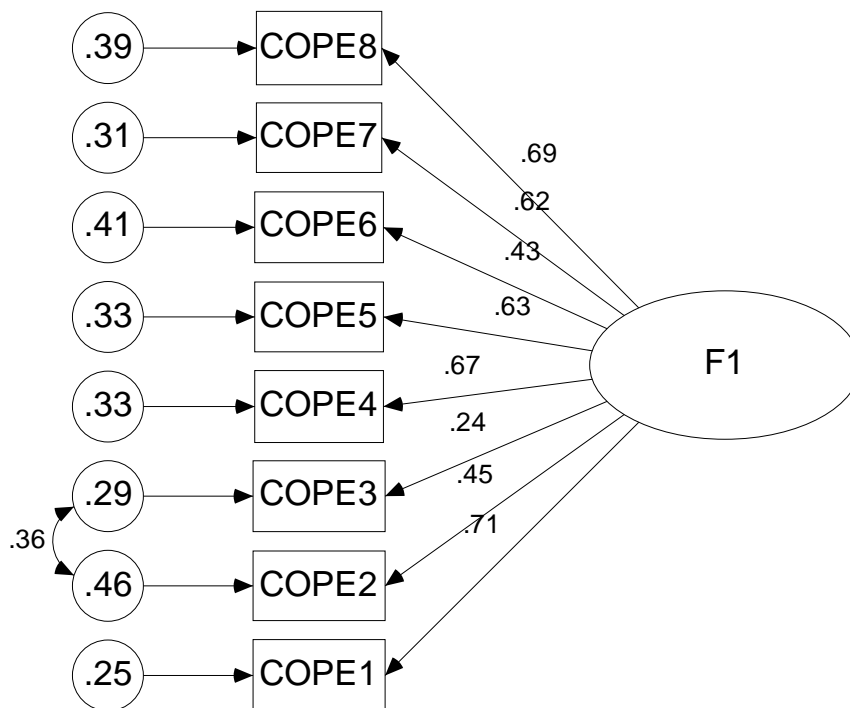 .39 COPE8
.69
.31 COPE7
.62
.41 COPE6
.43
.63
.33 COPE5
F1
.67
.33 COPE4
.24
.45
.29 COPE3
.71
.36
.46 COPE2
.25 COPE1